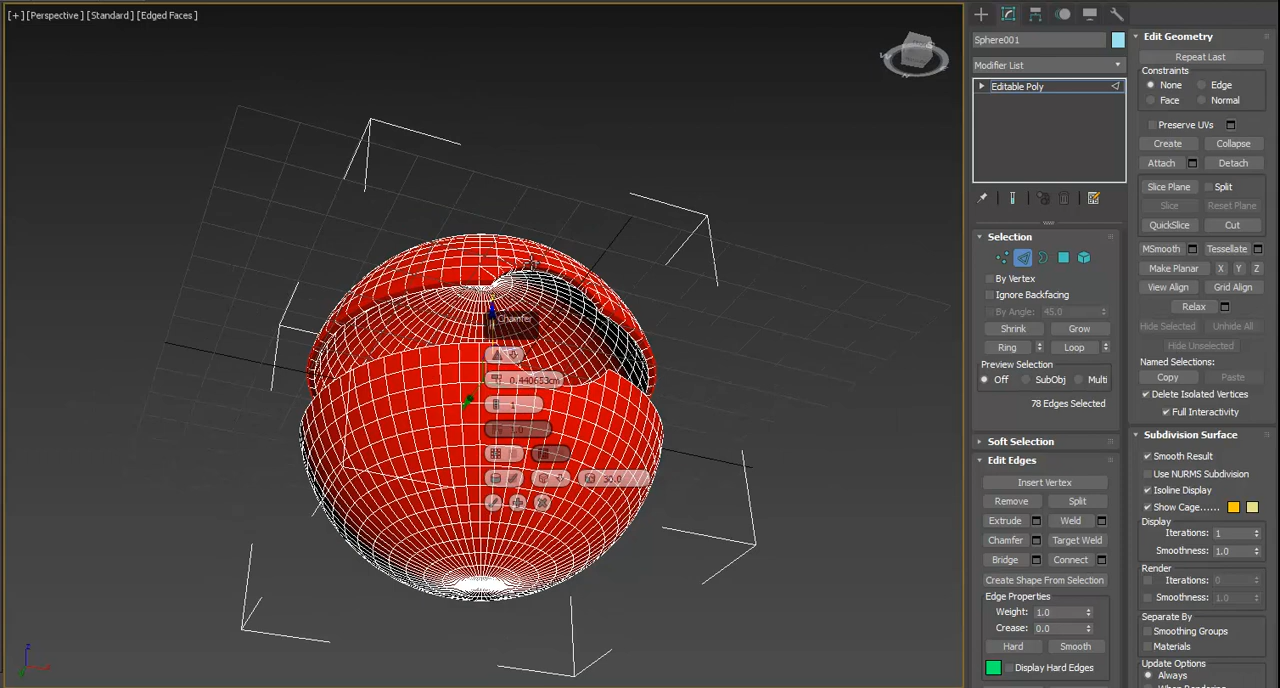 [+] [Perspective] [Standard] [Edged Faces]
Chamfer
0.440653cm
1
1.0
30.0
Sphere001
Modifier List
Editable Poly
Selection
By Vertex
Ignore Backfacing
By Angle: 45.0
Shrink Grow
Ring Loop
Preview Selection
Off SubObj Multi
78 Edges Selected
Soft Selection
Edit Edges
Insert Vertex
Remove Split
Extrude Weld
Chamfer Target Weld
Bridge Connect
Create Shape From Selection
Edge Properties
Weight: 1.0
Crease: 0.0
Hard Smooth
Display Hard Edges
Edit Geometry
Repeat Last
Constraints
None Edge
Face Normal
Preserve UVs
Create Collapse
Attach Detach
Slice Plane Split
Slice Reset Plane
QuickSlice Cut
MSmooth Tessellate
Make Planar X Y Z
View Align Grid Align
Relax
Hide Selected Unhide All
Hide Unselected
Named Selections:
Copy Paste
Delete Isolated Vertices
Full Interactivity
Subdivision Surface
Smooth Result
Use NURMS Subdivision
Isoline Display
Show Cage......
Display
Iterations: 1
Smoothness: 1.0
Render
Iterations: 0
Smoothness: 1.0
Separate By
Smoothing Groups
Materials
Update Options
Always
When Rendering